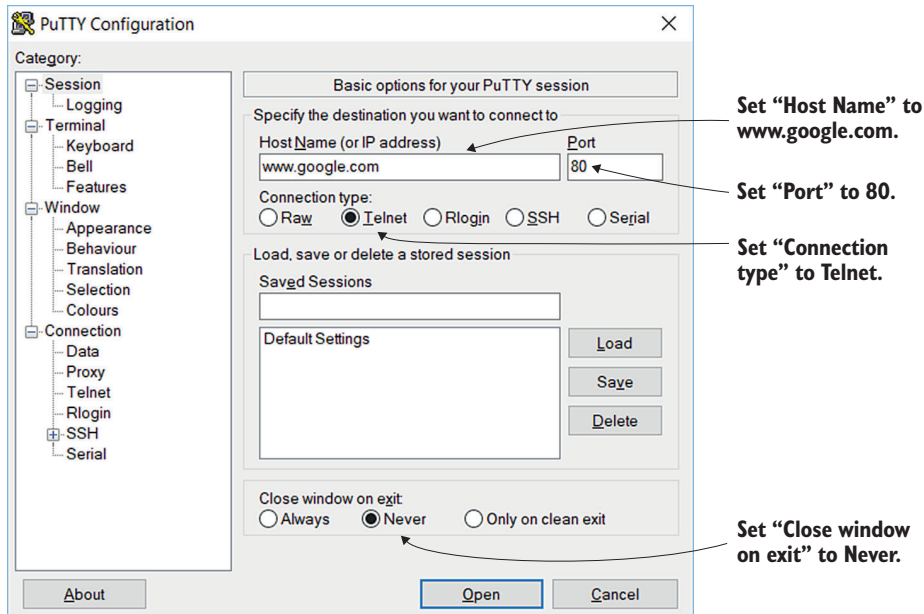 PuTTY Configuration
Category:
Session
Logging
Terminal
Keyboard
Bell
Features
Window
Appearance
Behaviour
Translation
Selection
Colours
Connection
Data
Proxy
Telnet
Rlogin
SSH
Serial
Basic options for your PuTTY session
Specify the destination you want to connect to
Host Name (or IP address) Port
www.google.com 80
Connection type:
Raw Telnet Rlogin SSH Serial
Load, save or delete a stored session
Saved Sessions
Default Settings
Load
Save
Delete
Close window on exit:
Always Never Only on clean exit
About Open Cancel
Set “Host Name” to
www.google.com.
Set “Port” to 80.
Set “Connection
type” to Telnet.
Set “Close window
on exit” to Never.